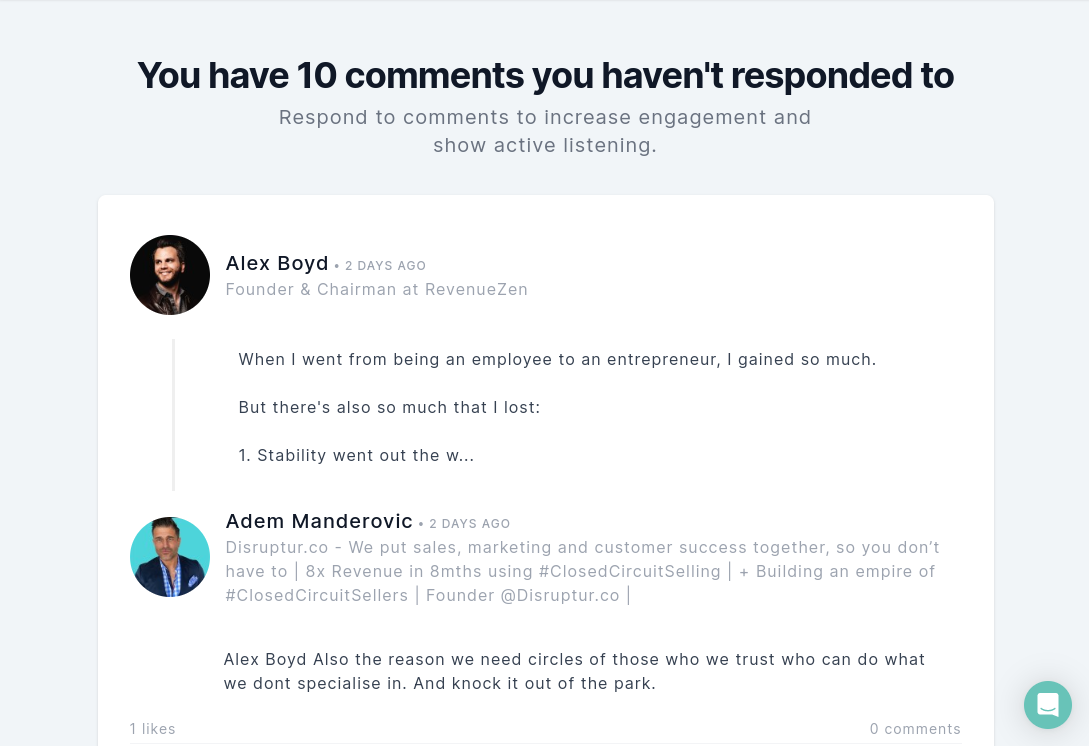 You have 10 comments you haven't responded to
Respond to comments to increase engagement and
show active listening.
Alex Boyd • 2 DAYS AGO
Founder & Chairman at RevenueZen
When I went from being an employee to an entrepreneur, I gained so much.
But there's also so much that I lost:
1. Stability went out the w...
Adem Manderovic • 2 DAYS AGO
Disruptur.co - We put sales, marketing and customer success together, so you don’t
have to | 8x Revenue in 8mths using #ClosedCircuitSelling | + Building an empire of
#ClosedCircuitSellers | Founder @Disruptur.co |
Alex Boyd Also the reason we need circles of those who we trust who can do what
we dont specialise in. And knock it out of the park.
1 likes
0 comments